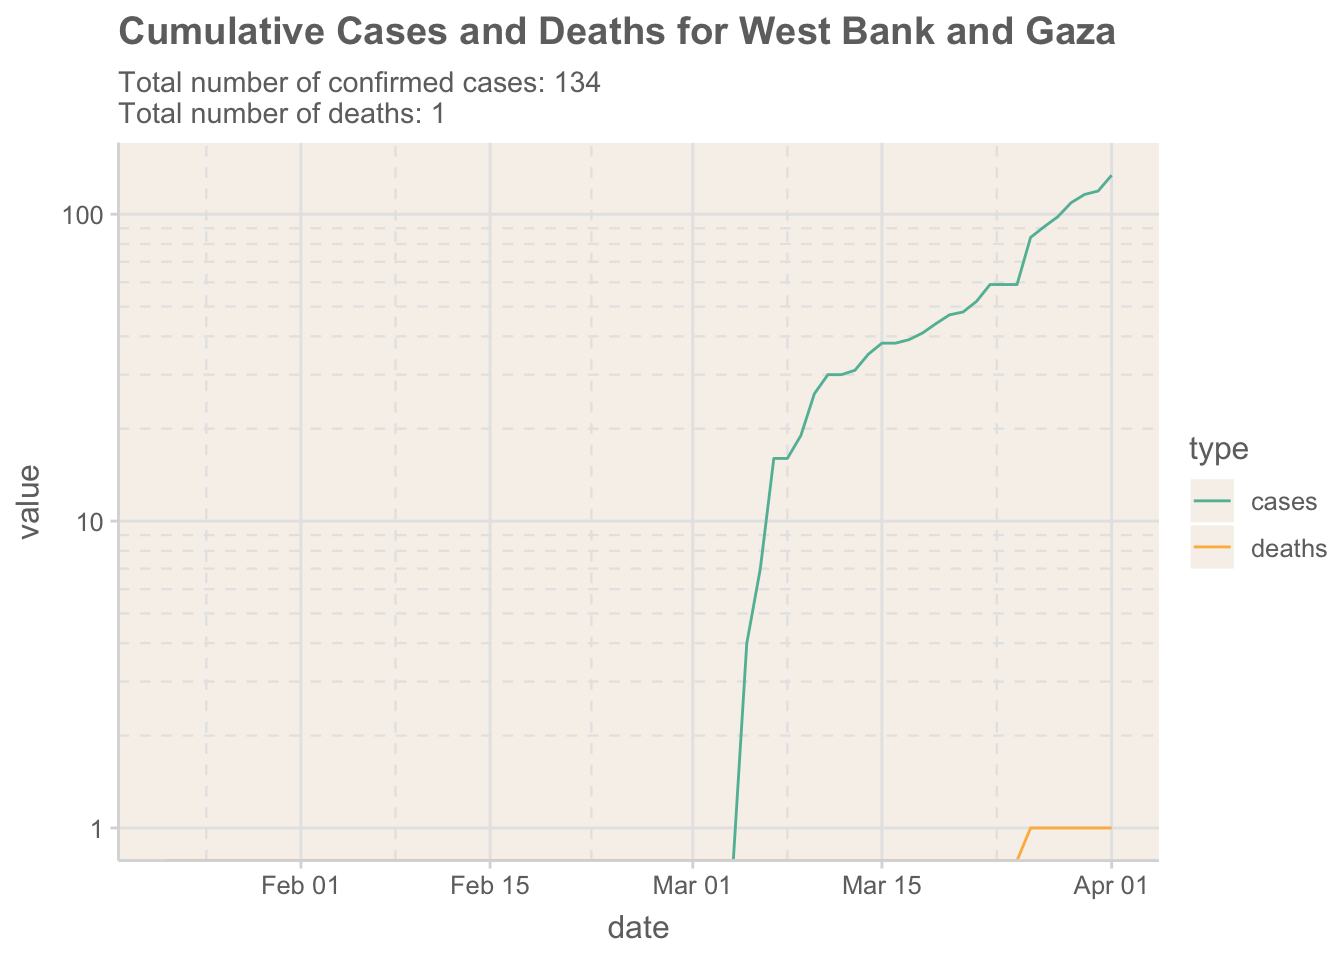 Cumulative Cases and Deaths for West Bank and Gaza
Total number of confirmed cases: 134
Total number of deaths: 1
100
10
1
value
Feb 01
Feb 15
Mar 01
Mar 15
Apr 01
date
type
cases
deaths